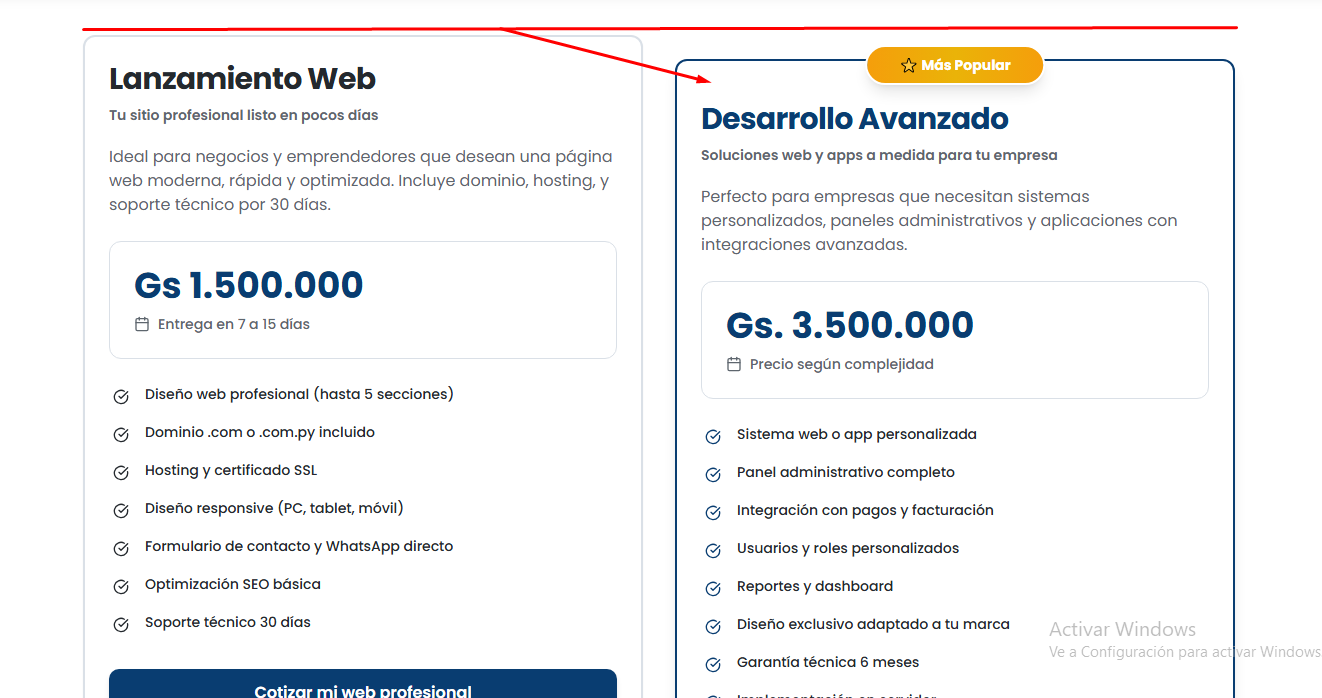 Lanzamiento Web
Tu sitio profesional listo en pocos días
Ideal para negocios y emprendedores que desean una página
web moderna, rápida y optimizada. Incluye dominio, hosting, y
soporte técnico por 30 días.
Gs 1.500.000
Entrega en 7 a 15 días
Diseño web profesional (hasta 5 secciones)
Dominio .com o .com.py incluido
Hosting y certificado SSL
Diseño responsive (PC, tablet, móvil)
Formulario de contacto y WhatsApp directo
Optimización SEO básica
Soporte técnico 30 días
Cotizar mi web profesional
Más Popular
Desarrollo Avanzado
Soluciones web y apps a medida para tu empresa
Perfecto para empresas que necesitan sistemas
personalizados, paneles administrativos y aplicaciones con
integraciones avanzadas.
Gs. 3.500.000
Precio según complejidad
Sistema web o app personalizada
Panel administrativo completo
Integración con pagos y facturación
Usuarios y roles personalizados
Reportes y dashboard
Diseño exclusivo adaptado a tu marca
Garantía técnica 6 meses
Implementación en servidor
Activar Windows
Ve a Configuración para activar Windows